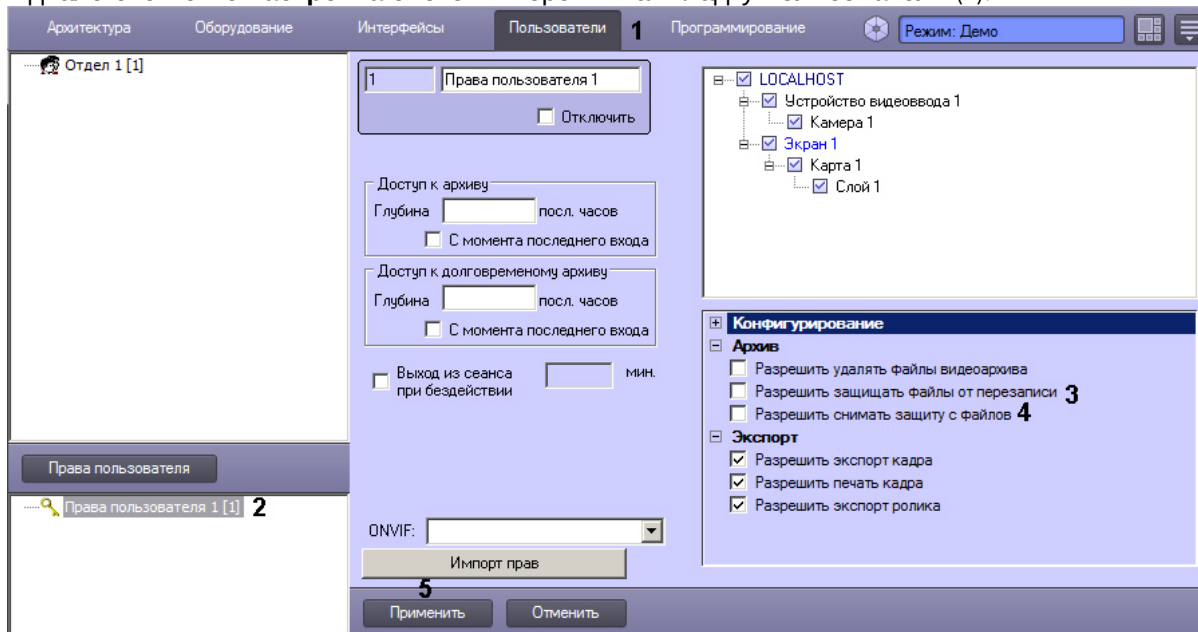 Архитектура Оборудование Интерфейсы Пользователи 1 Программирование Режим: Демо
Отдел 1 [1]
Права пользователя
Права пользователя 1 [1] 2
1 Права пользователя 1
Отключить
Доступ к архиву
Глубина посл. часов
С момента последнего входа
Доступ к долговременому архиву
Глубина посл. часов
С момента последнего входа
Выход из сеанса мин.
при бездействии
ONVIF:
Импорт прав
5
Применить Отменить
LOCALHOST
Устройство видеоввода 1
Камера 1
Экран 1
Карта 1
Слой 1
Конфигурирование
Архив
Разрешить удалять файлы видеоархива
Разрешить защищать файлы от перезаписи 3
Разрешить снимать защиту с файлов 4
Экспорт
Разрешить экспорт кадра
Разрешить печать кадра
Разрешить экспорт ролика